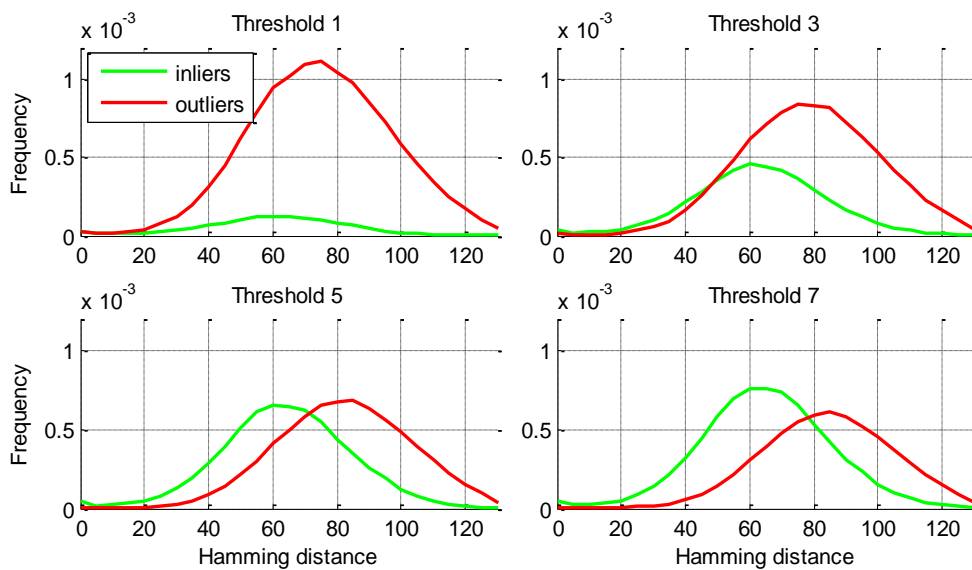 x 10⁻³ Threshold 1
1
0.5
0
Frequency
inliers
outliers
0 20 40 60 80 100 120
x 10⁻³ Threshold 3
1
0.5
0
0 20 40 60 80 100 120
x 10⁻³ Threshold 5
1
0.5
0
Frequency
0 20 40 60 80 100 120
Hamming distance
x 10⁻³ Threshold 7
1
0.5
0
0 20 40 60 80 100 120
Hamming distance